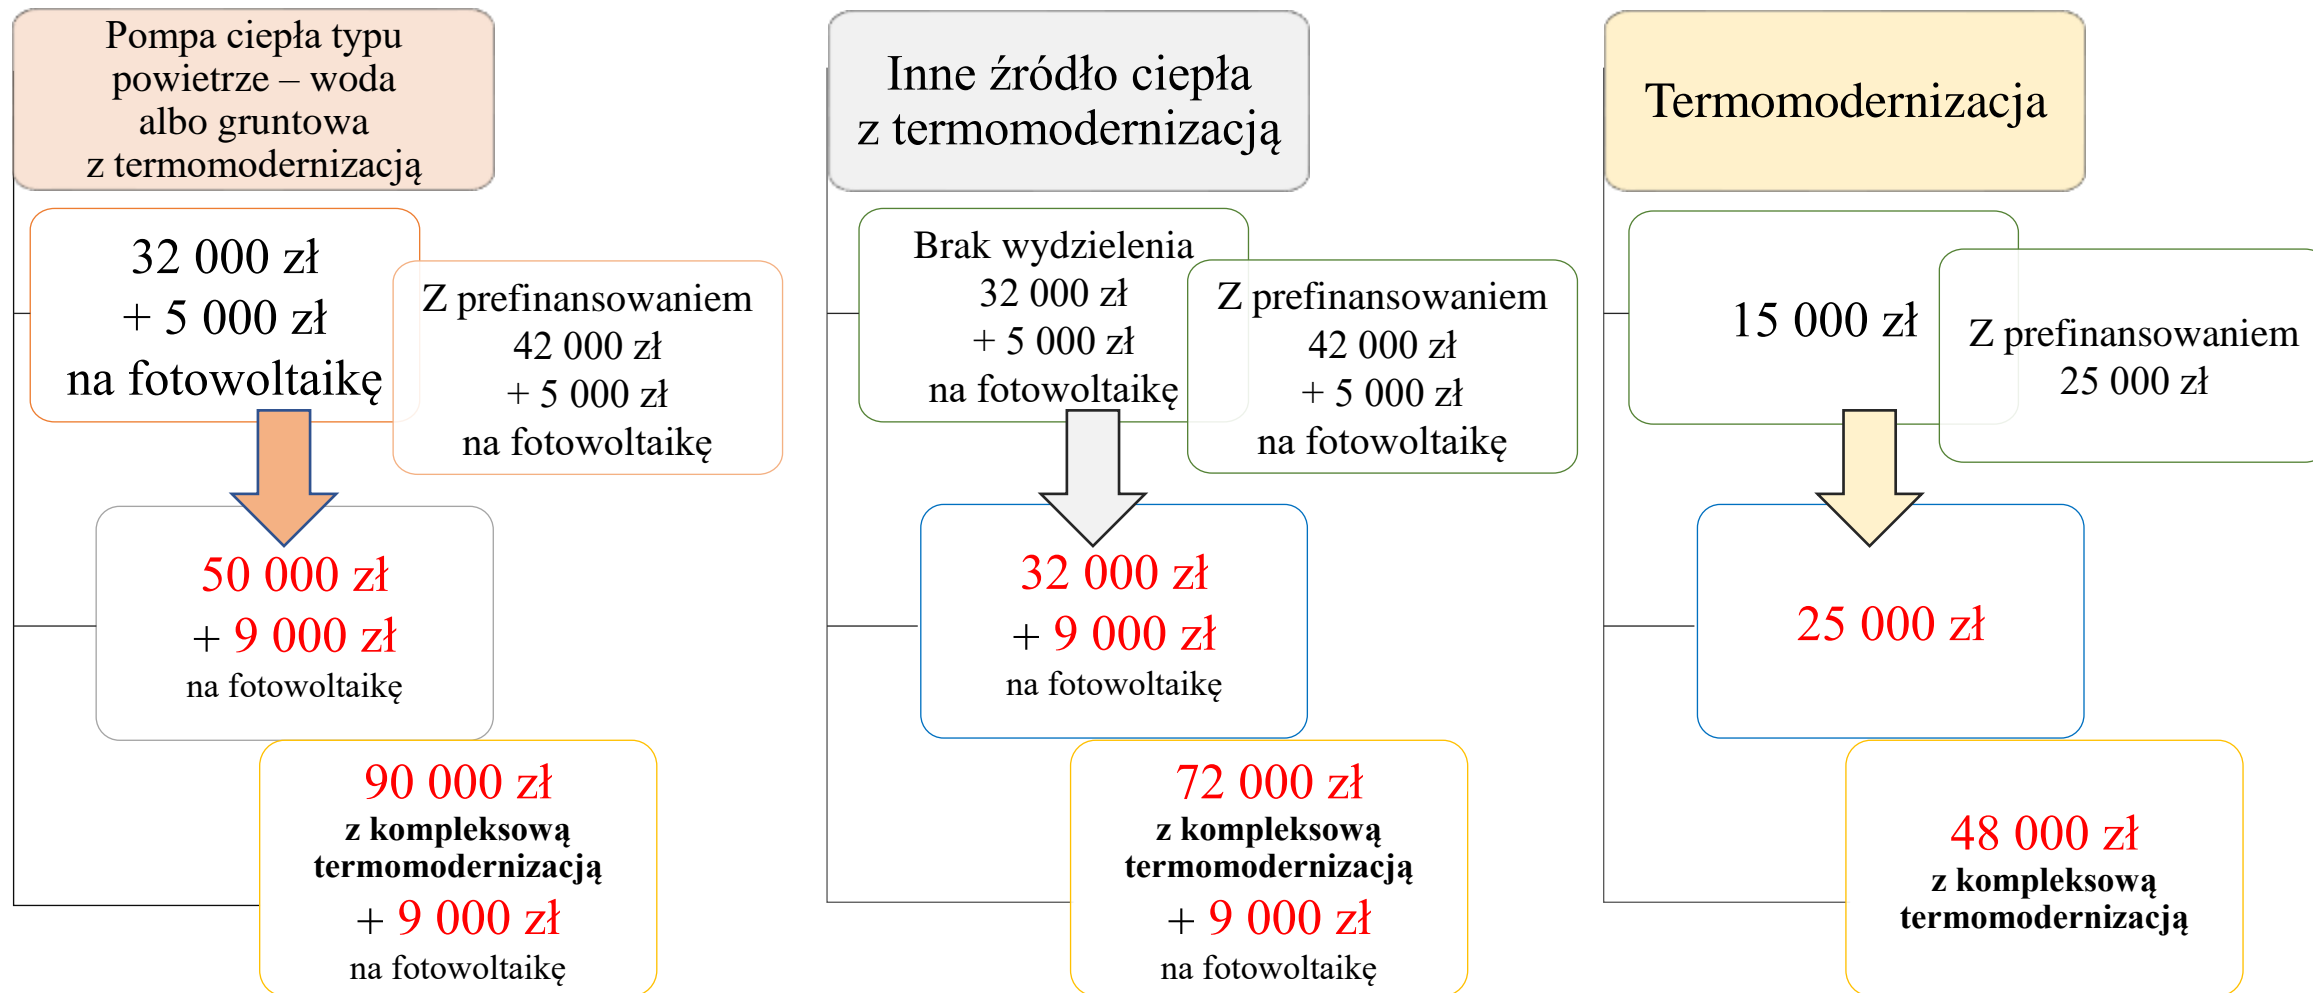 Pompa ciepła typu
powietrze – woda
albo gruntowa
z termomodernizacją
32 000 zł
+ 5 000 zł
na fotowoltaikę
Z prefinansowaniem
42 000 zł
+ 5 000 zł
na fotowoltaikę
50 000 zł
+ 9 000 zł
na fotowoltaikę
90 000 zł
z kompleksową
termomodernizacją
+ 9 000 zł
na fotowoltaikę
Inne źródło ciepła
z termomodernizacją
Brak wydzielenia
32 000 zł
+ 5 000 zł
na fotowoltaikę
Z prefinansowaniem
42 000 zł
+ 5 000 zł
na fotowoltaikę
32 000 zł
+ 9 000 zł
na fotowoltaikę
72 000 zł
z kompleksową
termomodernizacją
+ 9 000 zł
na fotowoltaikę
Termomodernizacja
15 000 zł
Z prefinansowaniem
25 000 zł
25 000 zł
48 000 zł
z kompleksową
termomodernizacją